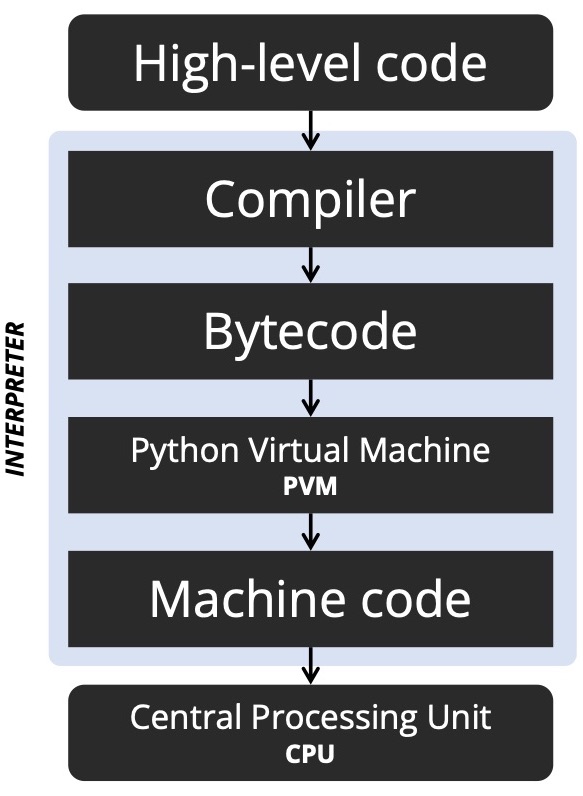 High-level code
Compiler
Bytecode
INTERPRETER
Python Virtual Machine
PVM
Machine code
Central Processing Unit
CPU